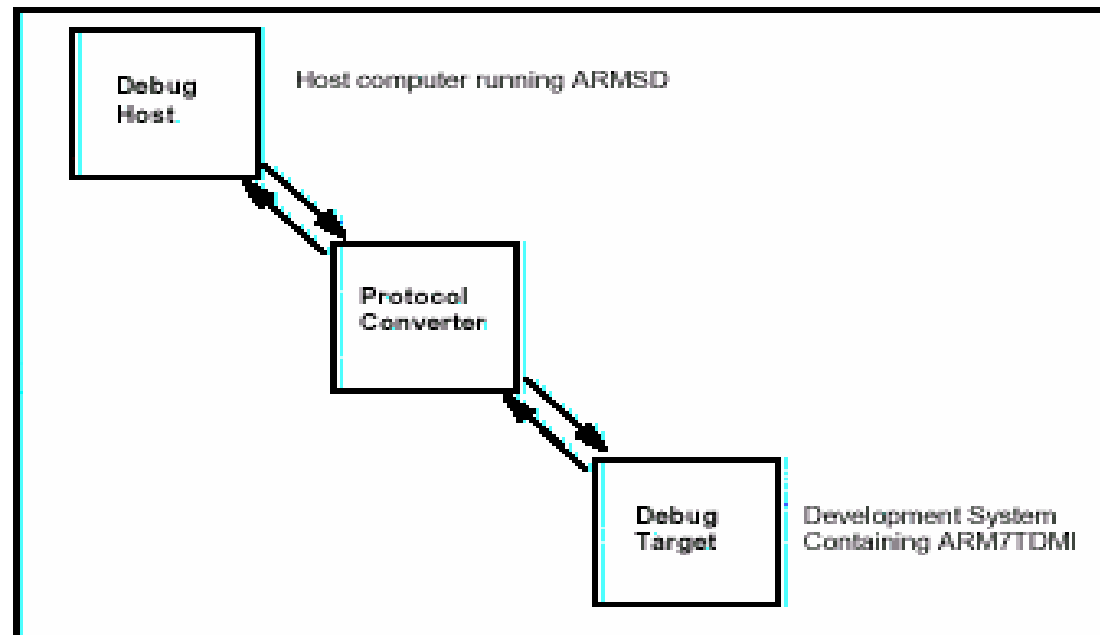 Debug
Host
Host computer running ARMSD
Protocol
Converter
Debug
Target
Development System
Containing ARM7TDMI